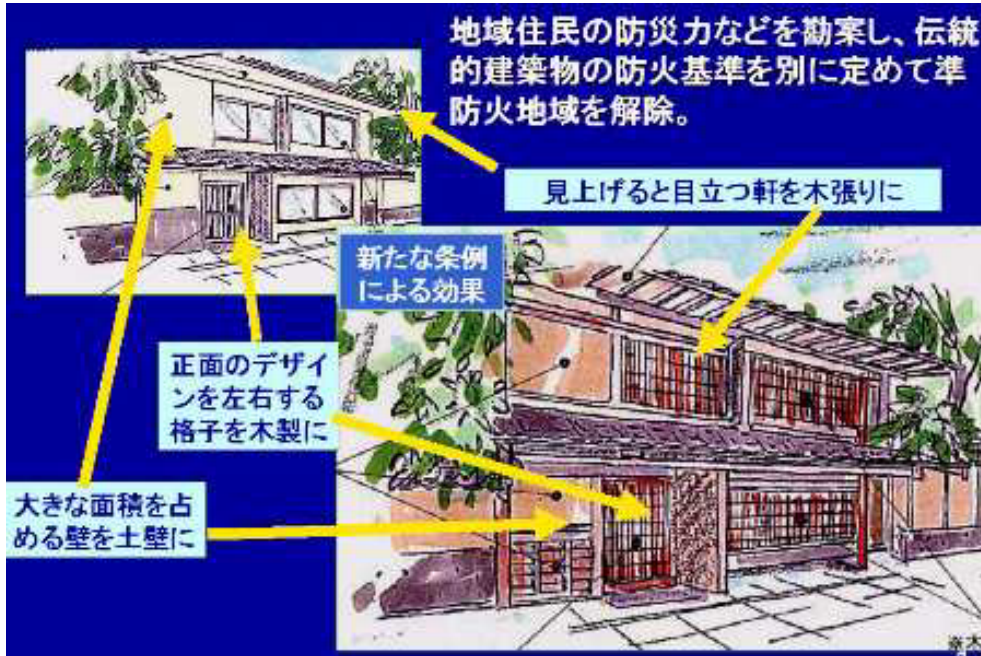 地域住民の防災力などを勘案し、伝統
的建築物の防火基準を別に定めて準
防火地域を解除。
見上げると目立つ軒を木張りに
新たな条例
による効果
正面のデザイ
ンを左右する
格子を木製に
大きな面積を占
める壁を土壁に